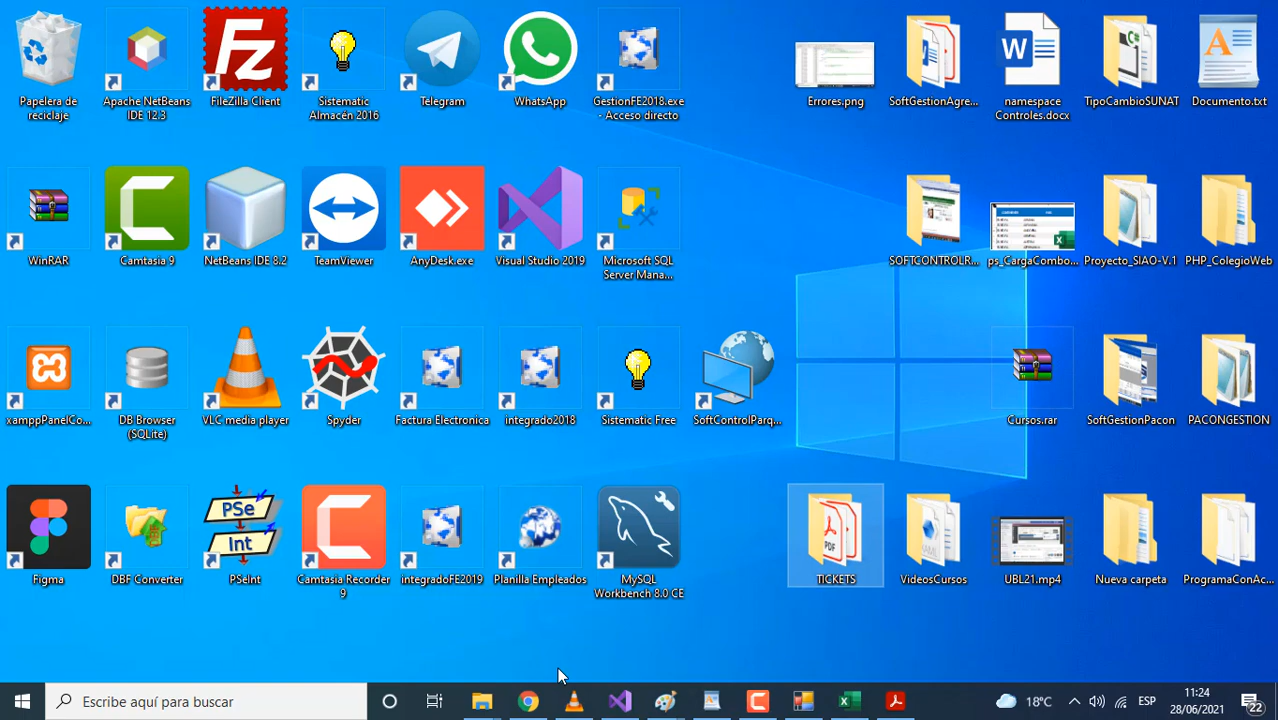 Papelera de
reciclaje
Apache NetBeans
IDE 12.3
FileZilla Client
Sistematic
Almacén 2016
Telegram
WhatsApp
GestionFE2018.exe
- Acceso directo
Errores.png
SoftGestionAgre...
namespace
Controles.docx
TipoCambioSUNAT
Documento.txt
WinRAR
Camtasia 9
NetBeans IDE 8.2
TeamViewer
AnyDesk.exe
Visual Studio 2019
Microsoft SQL
Server Mana...
SOFTCONTROLR...
ps_CargaCombo...
Proyecto_SIAO-V.1
PHP_ColegioWeb
xamppPanelCo...
DB Browser
(SQLite)
VLC media player
Spyder
Factura Electronica
integrado2018
Sistematic Free
SoftControlParq...
Cursos.rar
SoftGestionPacon
PACONGESTION
PSe
Int
PDF
Figma
DBF Converter
PSeInt
Camtasia Recorder
9
integradoFE2019
Planilla Empleados
MySQL
Workbench 8.0 CE
TICKETS
VideosCursos
UBL21.mp4
Nueva carpeta
ProgramaConAc...
Escribe aquí para buscar
18°C
ESP
11:24
28/06/2021
22